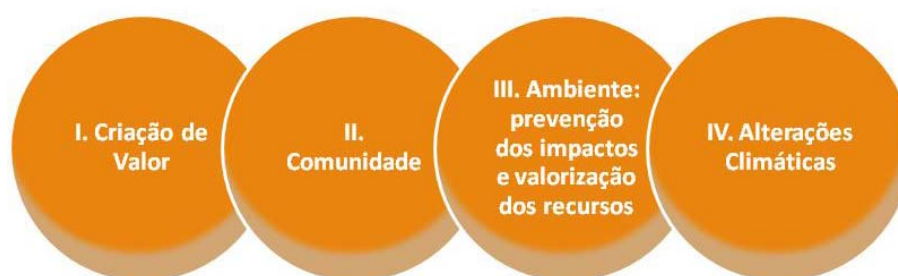 I. Criação de
Valor
II.
Comunidade
III. Ambiente:
prevenção
dos impactos
e valorização
dos recursos
IV. Alterações
Climáticas